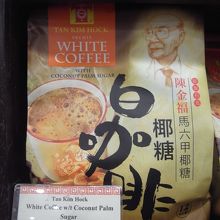 TAN KIM HOCK
WHITE
COFFEE
WITH
COCONUT PALM SUGAR
陳金福
馬六甲椰糖
椰糖
白咖啡
Tan Kim Hock
White Coffee w/t Coconut Palm
Sugar